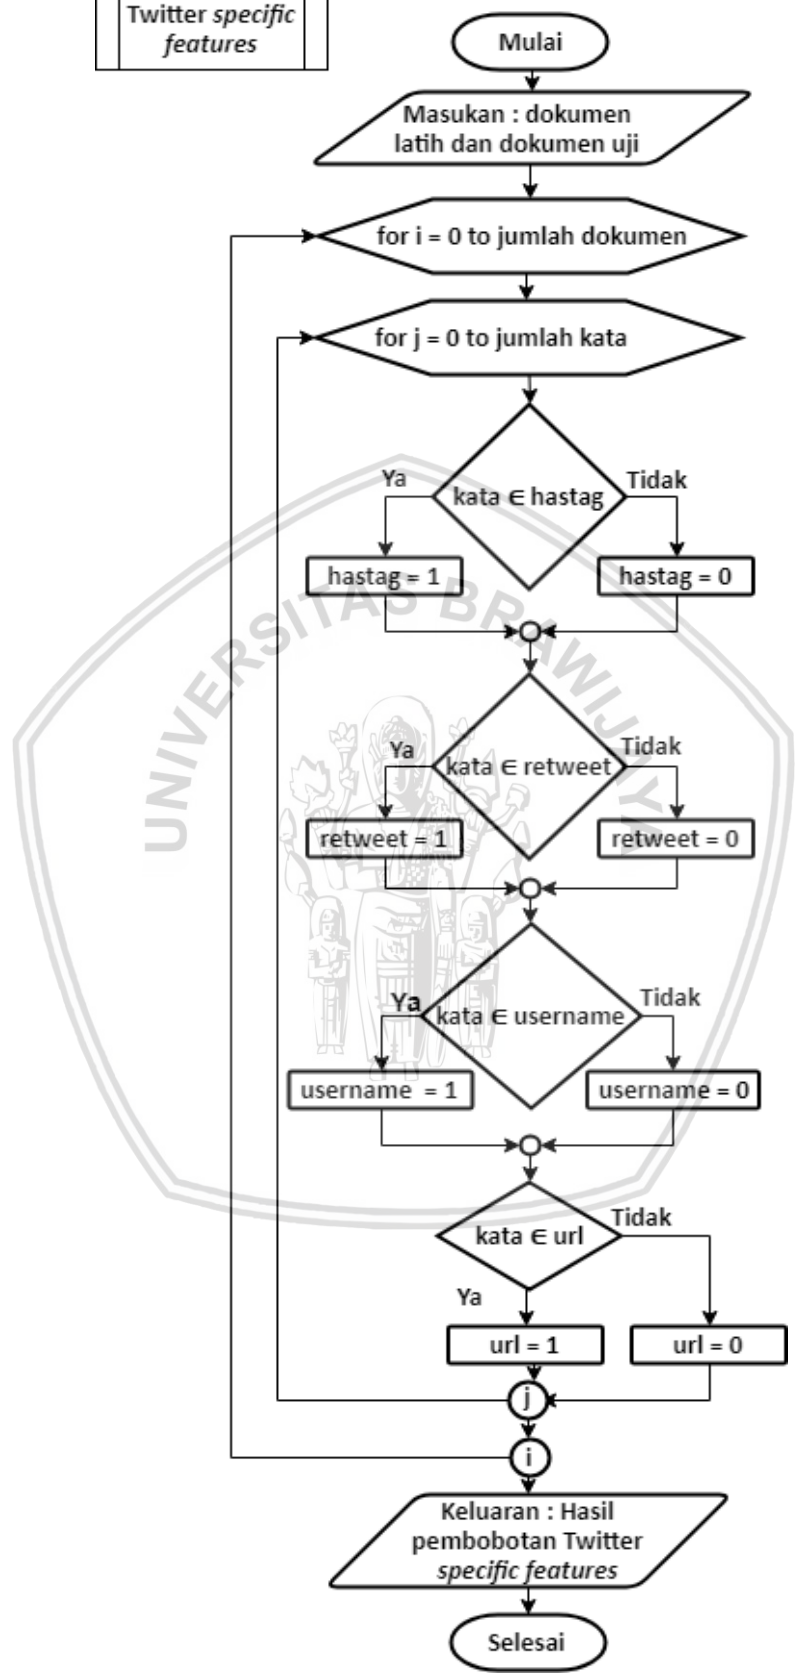 Twitter specific
features
Mulai
Masukan : dokumen
latih dan dokumen uji
for i = 0 to jumlah dokumen
for j = 0 to jumlah kata
kata ∈ hastag
Ya
Tidak
hastag = 1
hastag = 0
UNIVERSITAS BRAWIJAYA
kata ∈ retweet
Ya
Tidak
retweet = 1
retweet = 0
kata ∈ username
Ya
Tidak
username = 1
username = 0
kata ∈ url
Tidak
Ya
url = 1
url = 0
j
i
Keluaran : Hasil
pembobotan Twitter
specific features
Selesai